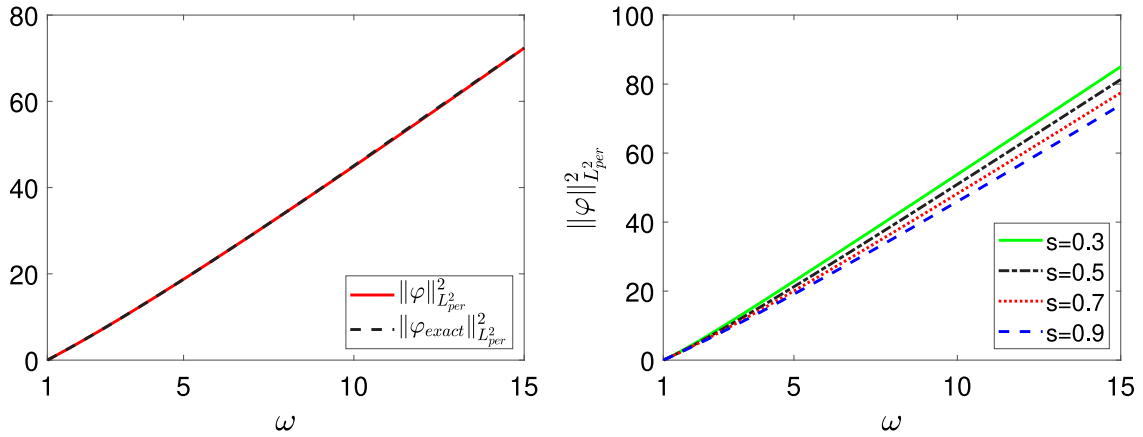 80
60
40
20
0
1 5 10 15
ω
||φ||²_{L²_{per}}
||φ_{exact}||²_{L²_{per}}
||φ||²_{L²_{per}}
100
80
60
40
20
0
1 5 10 15
ω
s=0.3
s=0.5
s=0.7
s=0.9